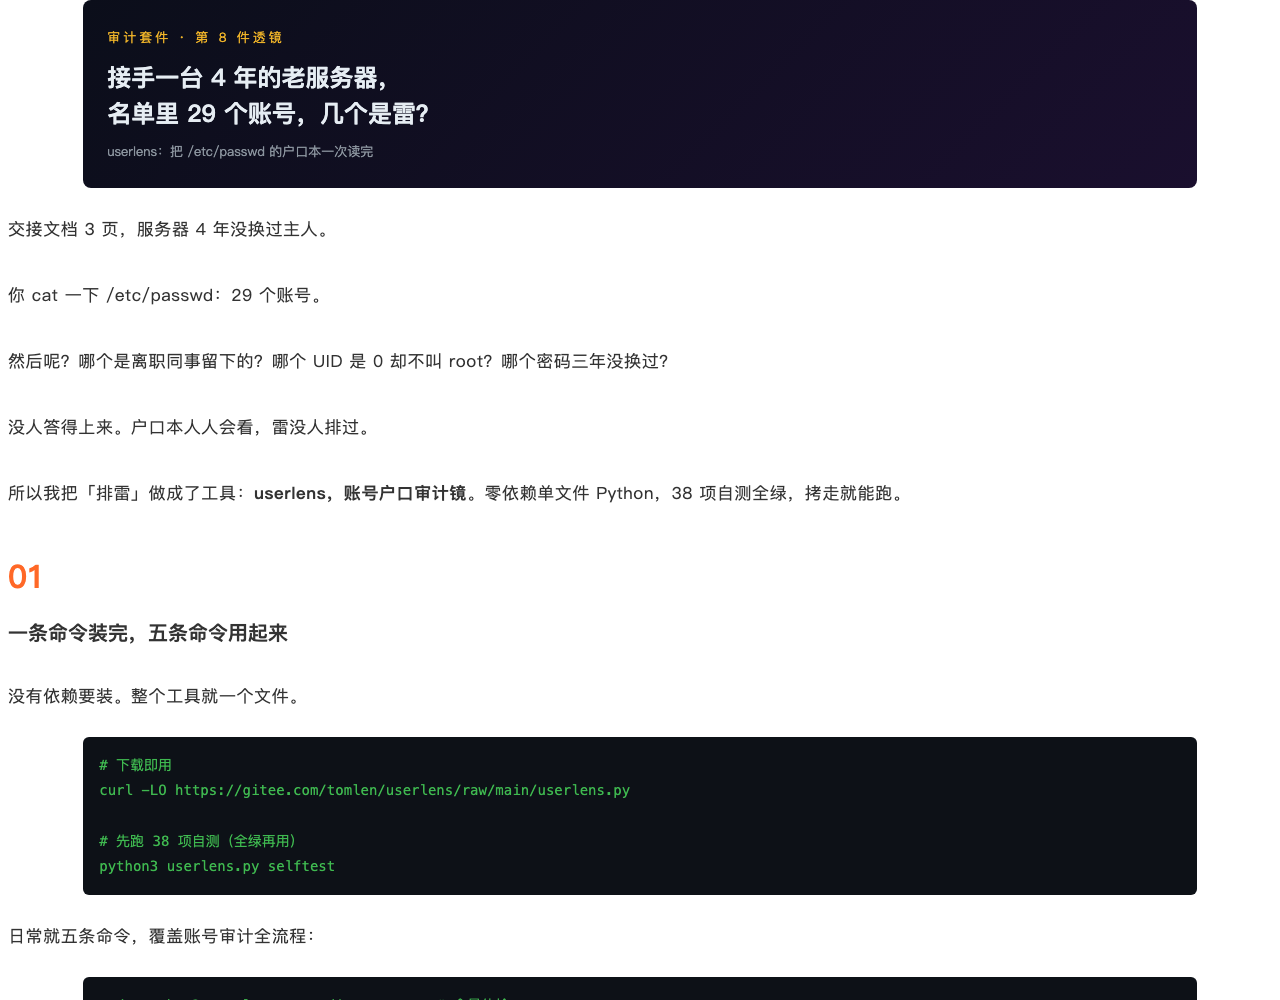 审计套件 · 第 8 件透镜
接手一台 4 年的老服务器，
名单里 29 个账号，几个是雷？
userlens：把 /etc/passwd 的户口本一次读完
交接文档 3 页，服务器 4 年没换过主人。
你 cat 一下 /etc/passwd：29 个账号。
然后呢？哪个是离职同事留下的？哪个 UID 是 0 却不叫 root？哪个密码三年没换过？
没人答得上来。户口本人人会看，雷没人排过。
所以我把「排雷」做成了工具：userlens，账号户口审计镜。零依赖单文件 Python，38 项自测全绿，拷走就能跑。
01
一条命令装完，五条命令用起来
没有依赖要装。整个工具就一个文件。
# 下载即用
curl -LO https://gitee.com/tomlen/userlens/raw/main/userlens.py
# 先跑 38 项自测（全绿再用）
python3 userlens.py selftest
日常就五条命令，覆盖账号审计全流程：